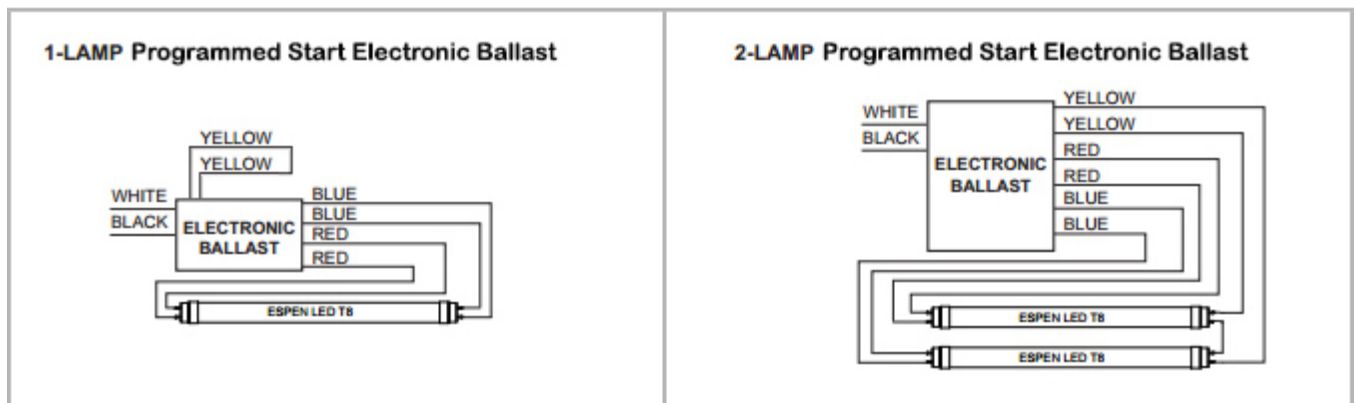 1-LAMP Programmed Start Electronic Ballast
YELLOW
YELLOW
WHITE
BLACK
ELECTRONIC
BALLAST
BLUE
BLUE
RED
RED
ESPEN LED T8
2-LAMP Programmed Start Electronic Ballast
WHITE
BLACK
ELECTRONIC
BALLAST
YELLOW
YELLOW
RED
RED
BLUE
BLUE
ESPEN LED T8
ESPEN LED T8